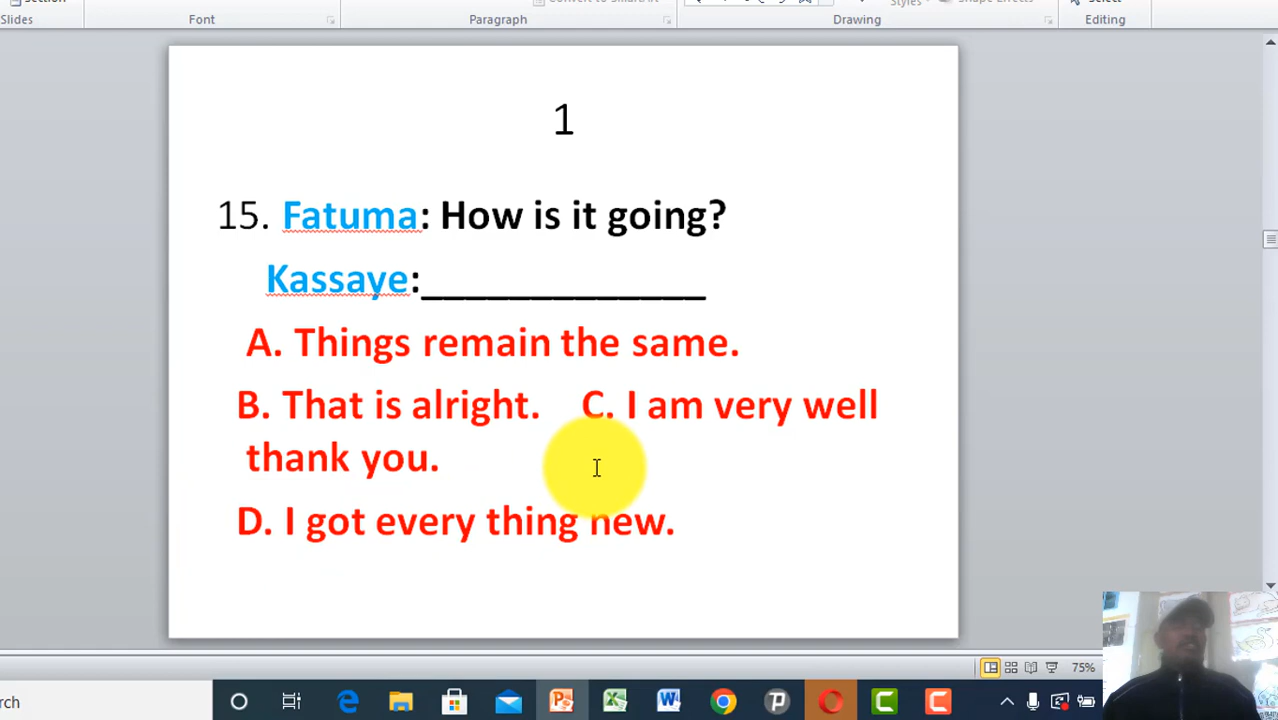 Slides
Font
Paragraph
Drawing
Editing
1
15. Fatuma: How is it going?
Kassaye:_____________
A. Things remain the same.
B. That is alright. C. I am very well
thank you.
D. I got every thing new.
75%
rch